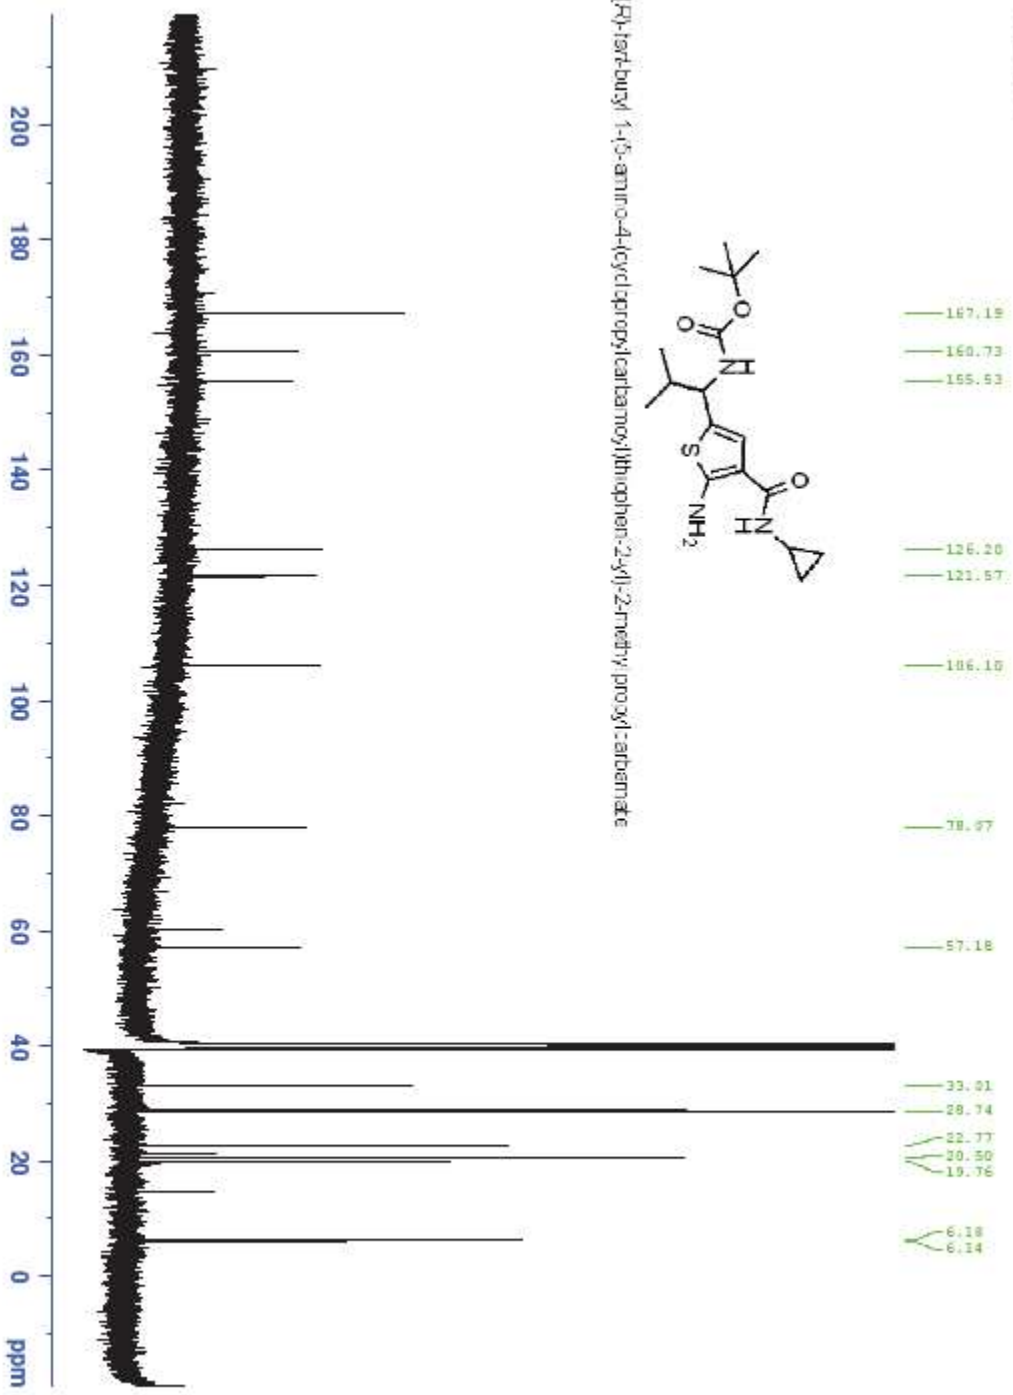 167.19
160.73
155.53
126.20
121.57
106.10
78.07
57.18
33.01
28.74
22.77
20.50
19.76
6.18
6.14
O
O
NH
S
NH2
O
N
H
(R)-tert-butyl 1-(5-amino-4-(cyclopropylcarbamoyl)thiophen-2-yl)-2-methylpropylcarbamate
200 180 160 140 120 100 80 60 40 20 0 ppm